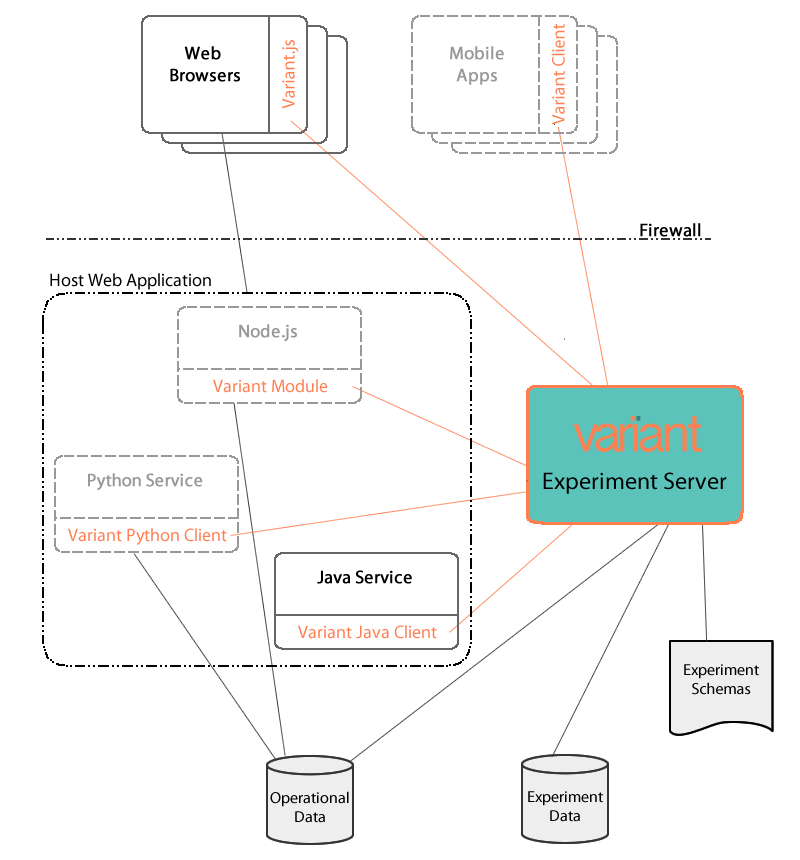 Web
Browsers
Variant.js
Mobile
Apps
Variant Client
Firewall
Host Web Application
Node.js
Variant Module
variant
Experiment Server
Python Service
Variant Python Client
Java Service
Variant Java Client
Experiment
Schemas
Operational
Data
Experiment
Data